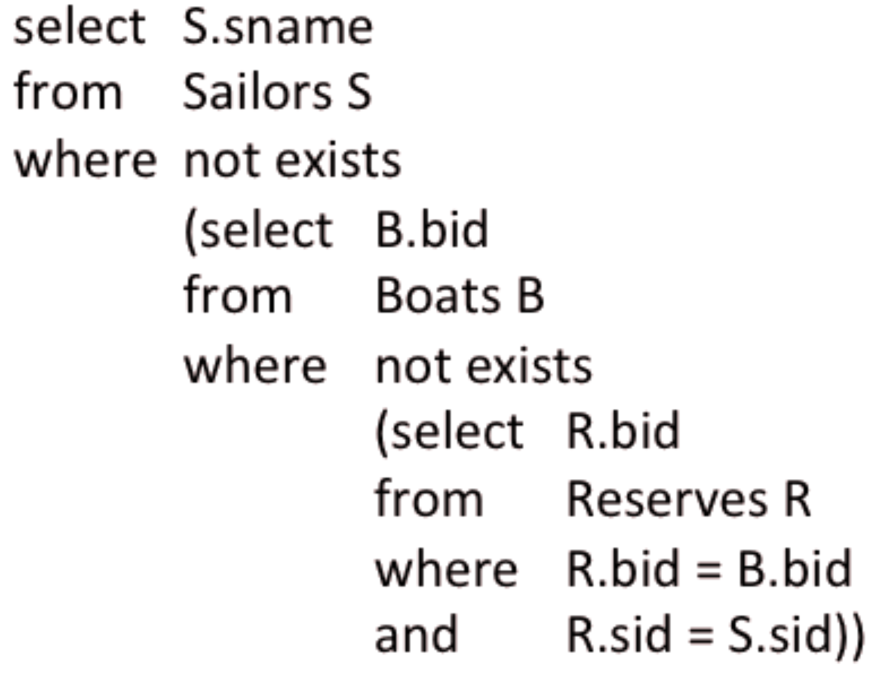 select S.sname
from Sailors S
where not exists
(select B.bid
from Boats B
where not exists
(select R.bid
from Reserves R
where R.bid = B.bid
and R.sid = S.sid))